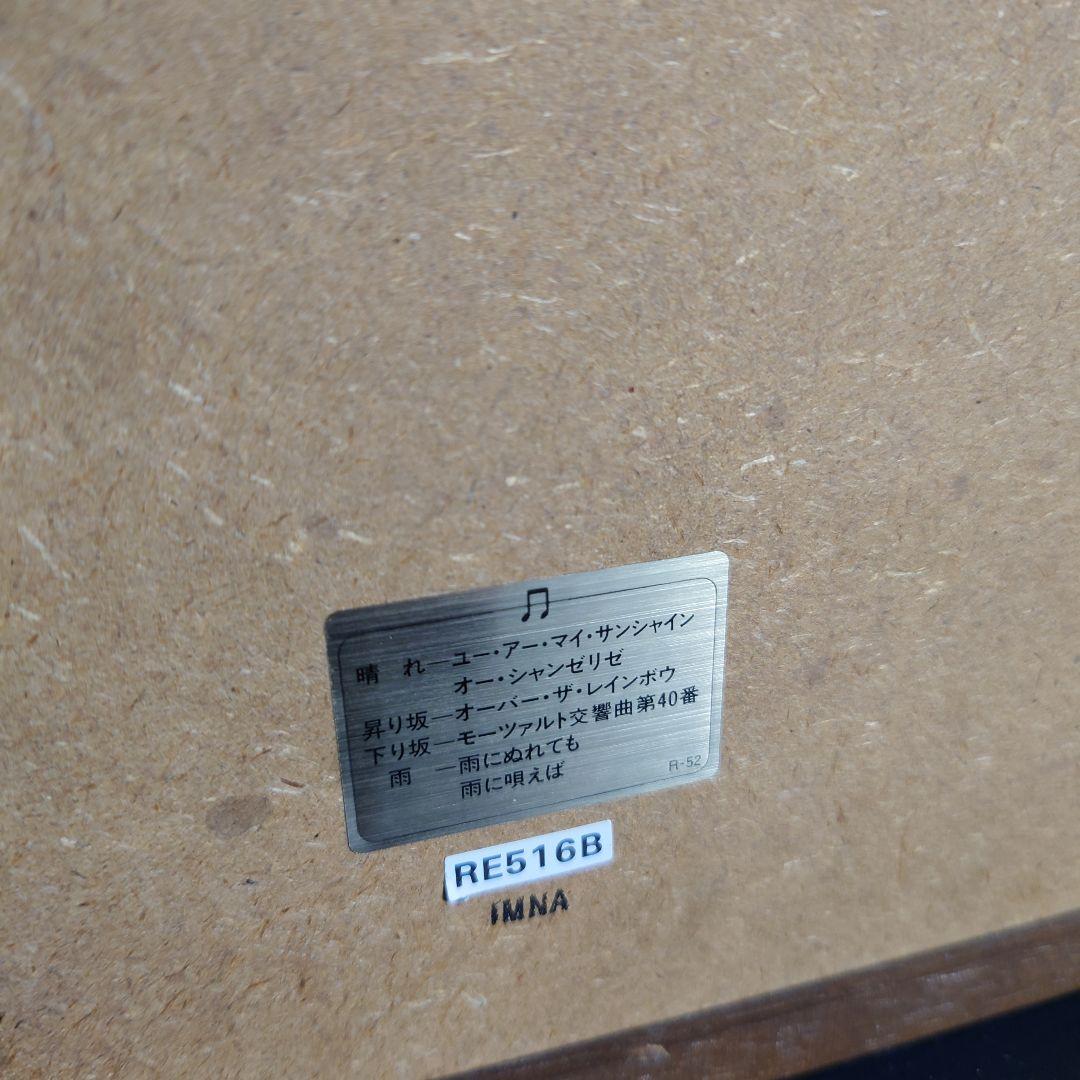 晴 れ―ユー・アー・マイ・サンシャイン
オー・シャンゼリゼ
昇り坂―オーバー・ザ・レインボウ
下り坂―モーツァルト交響曲第40番
雨 ―雨にぬれても
雨に唄えば
R-52
RE516B
IMNA